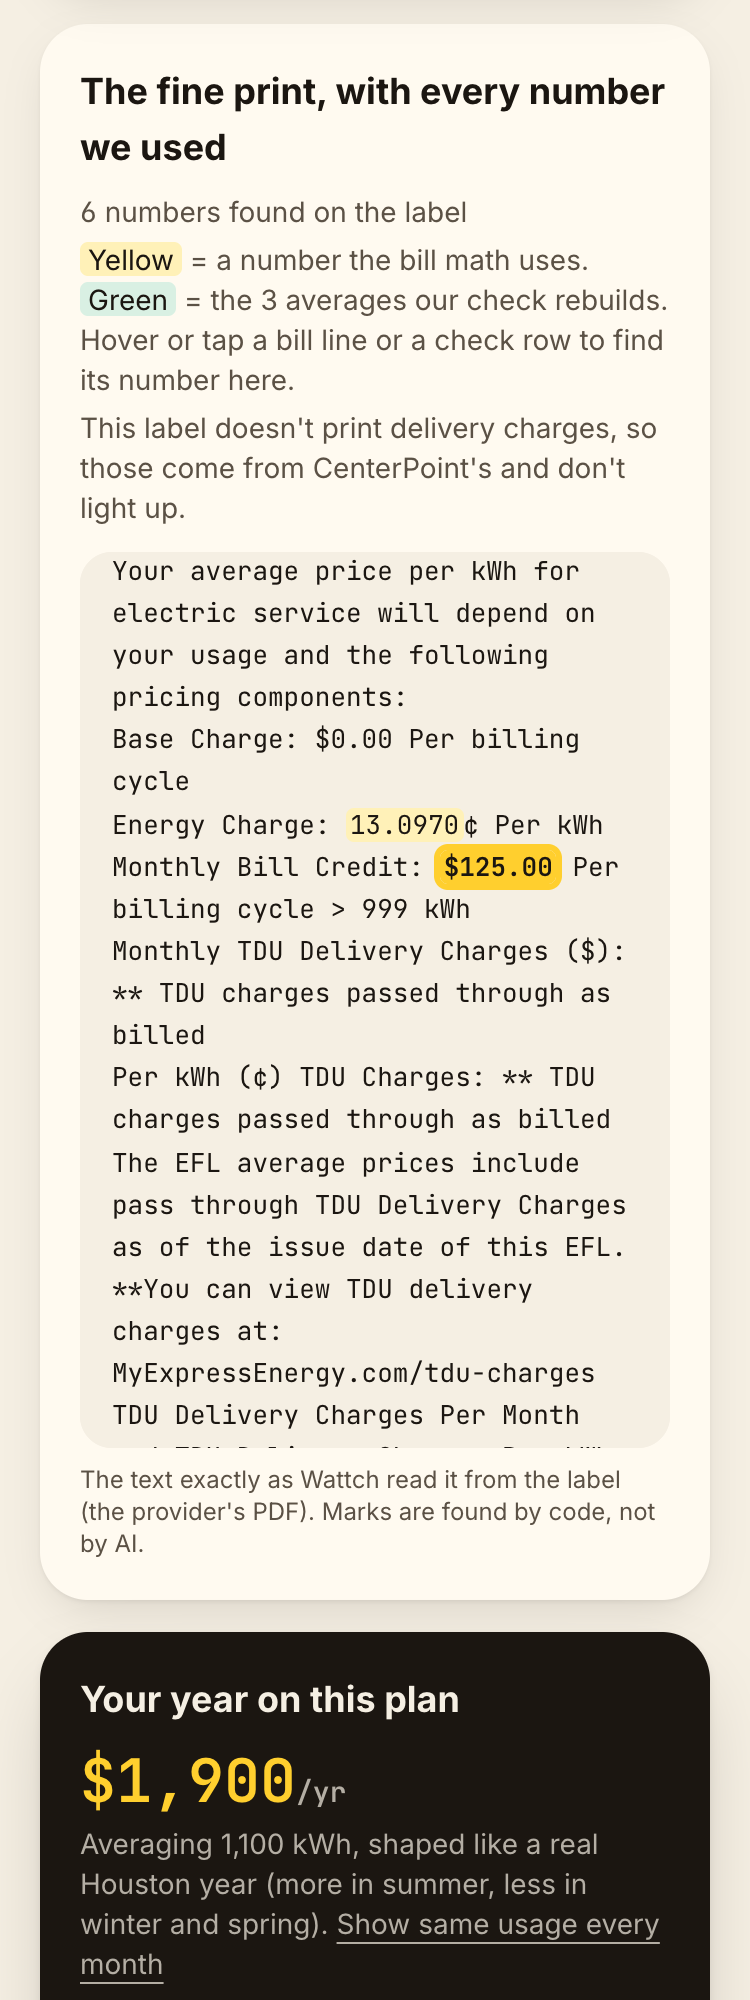 The fine print, with every number
we used
6 numbers found on the label
Yellow = a number the bill math uses.
Green = the 3 averages our check rebuilds.
Hover or tap a bill line or a check row to find
its number here.
This label doesn't print delivery charges, so
those come from CenterPoint's and don't
light up.
Your average price per kWh for
electric service will depend on
your usage and the following
pricing components:
Base Charge: $0.00 Per billing
cycle
Energy Charge: 13.0970¢ Per kWh
Monthly Bill Credit: $125.00 Per
billing cycle > 999 kWh
Monthly TDU Delivery Charges ($):
** TDU charges passed through as
billed
Per kWh (¢) TDU Charges: ** TDU
charges passed through as billed
The EFL average prices include
pass through TDU Delivery Charges
as of the issue date of this EFL.
**You can view TDU delivery
charges at:
MyExpressEnergy.com/tdu-charges
TDU Delivery Charges Per Month
The text exactly as Wattch read it from the label
(the provider's PDF). Marks are found by code, not
by AI.
Your year on this plan
$1,900/yr
Averaging 1,100 kWh, shaped like a real
Houston year (more in summer, less in
winter and spring). Show same usage every
month